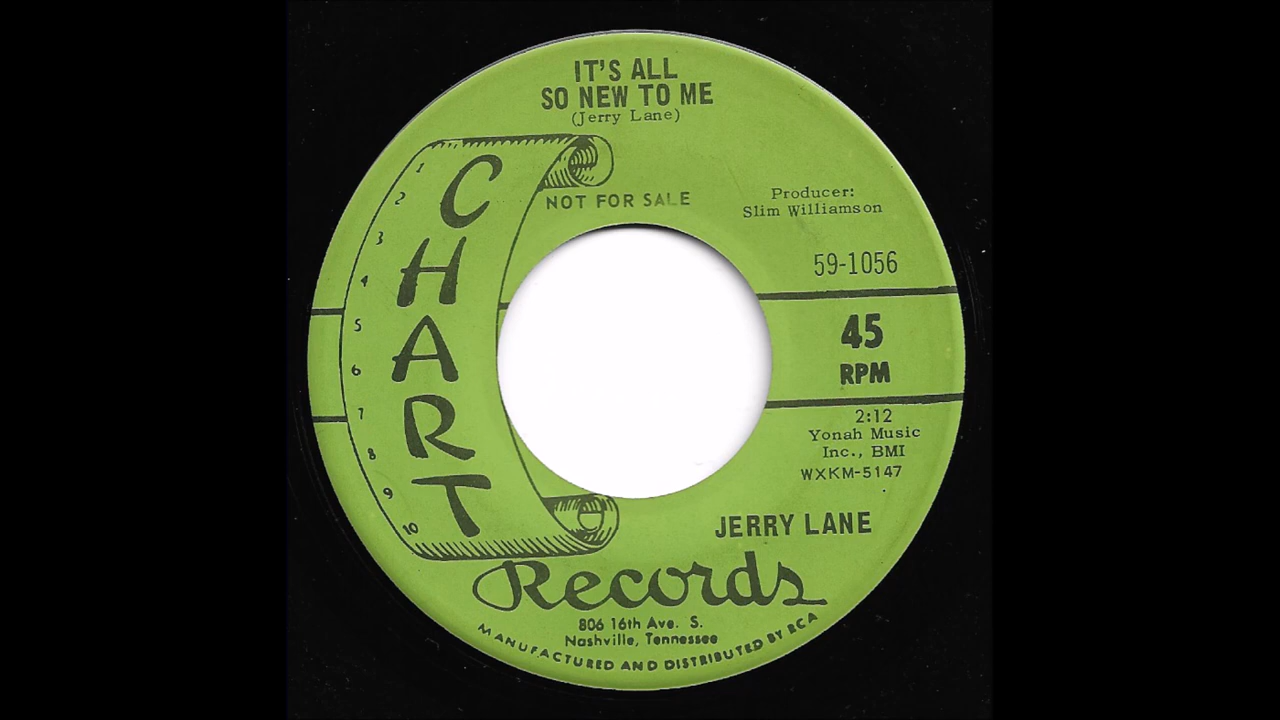 IT'S ALL
SO NEW TO ME
(Jerry Lane)
NOT FOR SALE
Producer:
Slim Williamson
59-1056
45
RPM
2:12
Yonah Music
Inc., BMI
WXKM-5147
JERRY LANE
1
2
3
4
5
6
7
8
9
10
CHART
Records
806 16th Ave. S.
Nashville, Tennessee
MANUFACTURED AND DISTRIBUTED BY RCA